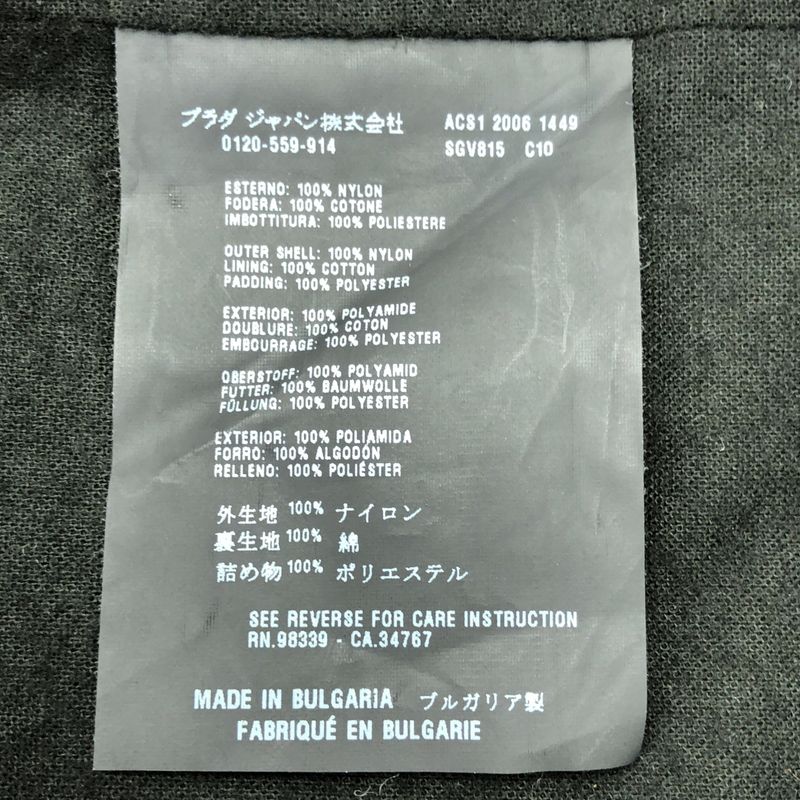 プラダ ジャパン株式会社 ACS1 2006 1449
0120-559-914 SGV815 C10
ESTERNO: 100% NYLON
FODERA: 100% COTONE
IMBOTTITURA: 100% POLIESTERE
OUTER SHELL: 100% NYLON
LINING: 100% COTTON
PADDING: 100% POLYESTER
EXTERIOR: 100% POLYAMIDE
DOUBLURE: 100% COTON
EMBOURRAGE: 100% POLYESTER
OBERSTOFF: 100% POLYAMID
FUTTER: 100% BAUMWOLLE
FÜLLUNG: 100% POLYESTER
EXTERIOR: 100% POLIAMIDA
FORRO: 100% ALGODÓN
RELLENO: 100% POLIÉSTER
外生地 100% ナイロン
裏生地 100% 綿
詰め物 100% ポリエステル
SEE REVERSE FOR CARE INSTRUCTION
RN.98339 - CA.34767
MADE IN BULGARIA ブルガリア製
FABRIQUÉ EN BULGARIE